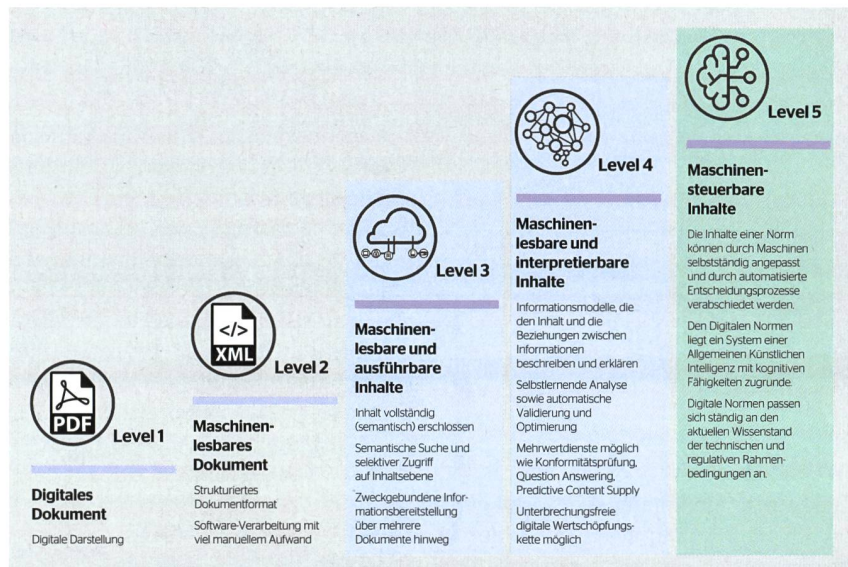 PDF
Level 1
Digitales
Dokument
Digitale Darstellung
</>
XML
Level 2
Maschinen-
lesbares
Dokument
Strukturiertes
Dokumentformat
Software-Verarbeitung mit
viel manuellem Aufwand
Level 3
Maschinen-
lesbare und
ausführbare
Inhalte
Inhalt vollständig
(semantisch) erschlossen
Semantische Suche und
selektiver Zugriff
auf Inhaltsebene
Zweckgebundene Infor-
mationsbereitstellung
über mehrere
Dokumente hinweg
Level 4
Maschinen-
lesbare und
interpretierbare
Inhalte
Informationsmodelle, die
den Inhalt und die
Beziehungen zwischen
Informationen
beschreiben und erklären
Selbstlernende Analyse
sowie automatische
Validierung und
Optimierung
Mehrwertdienste möglich
wie Konformitätsprüfung,
Question Answering,
Predictive Content Supply
Unterbrechungsfreie
digitale Wertschöpfungs-
kette möglich
Level 5
Maschinen-
steuerbare
Inhalte
Die Inhalte einer Norm
können durch Maschinen
selbstständig angepasst
und durch automatisierte
Entscheidungsprozesse
verabschiedet werden.
Den Digitalen Normen
liegt ein System einer
Allgemeinen Künstlichen
Intelligenz mit kognitiven
Fähigkeiten zugrunde.
Digitale Normen passen
sich ständig an den
aktuellen Wissenstand
der technischen und
regulativen Rahmen-
bedingungen an.